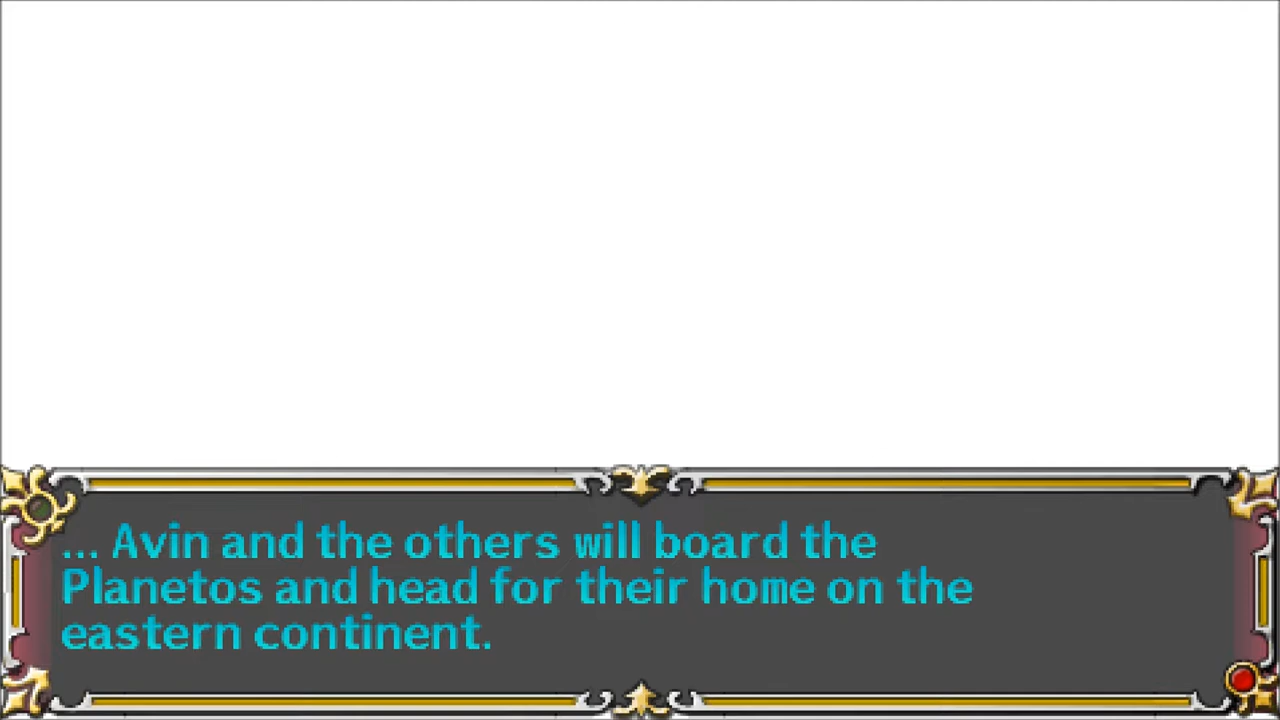 ... Avin and the others will board the
Planetos and head for their home on the
eastern continent.